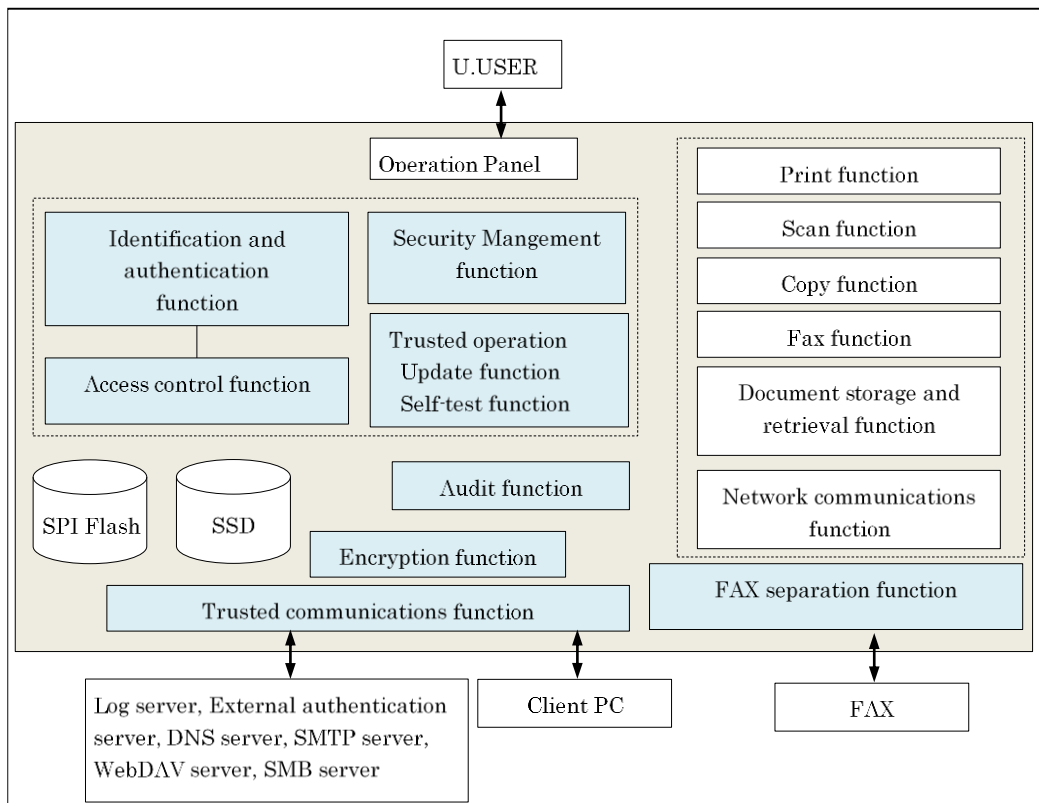 U.USER
Operation Panel
Identification and
authentication
function
Security Mangement
function
Access control function
Trusted operation
Update function
Self-test function
Print function
Scan function
Copy function
Fax function
Document storage and
retrieval function
Network communications
function
SPI Flash
SSD
Audit function
Encryption function
Trusted communications function
FAX separation function
Log server, External authentication
server, DNS server, SMTP server,
WebDAV server, SMB server
Client PC
FAX